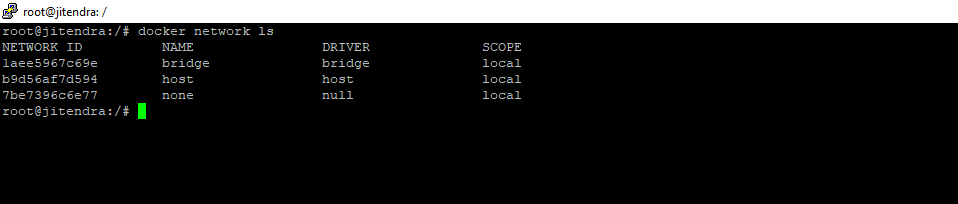 root@jitendra: /
root@jitendra:/# docker network ls
NETWORK ID          NAME                DRIVER              SCOPE
1aee5967c69e        bridge              bridge              local
b9d56af7d594        host                host                local
7be7396c6e77        none                null                local
root@jitendra:/#